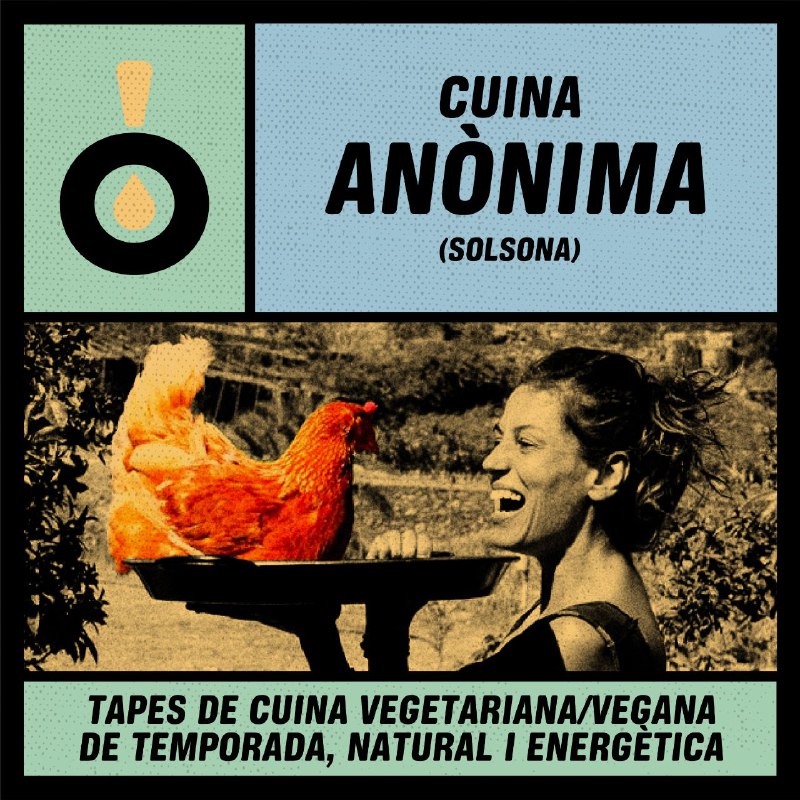 CUINA
ANÒNIMA
(SOLSONA)
TAPES DE CUINA VEGETARIANA/VEGANA
DE TEMPORADA, NATURAL I ENERGÈTICA